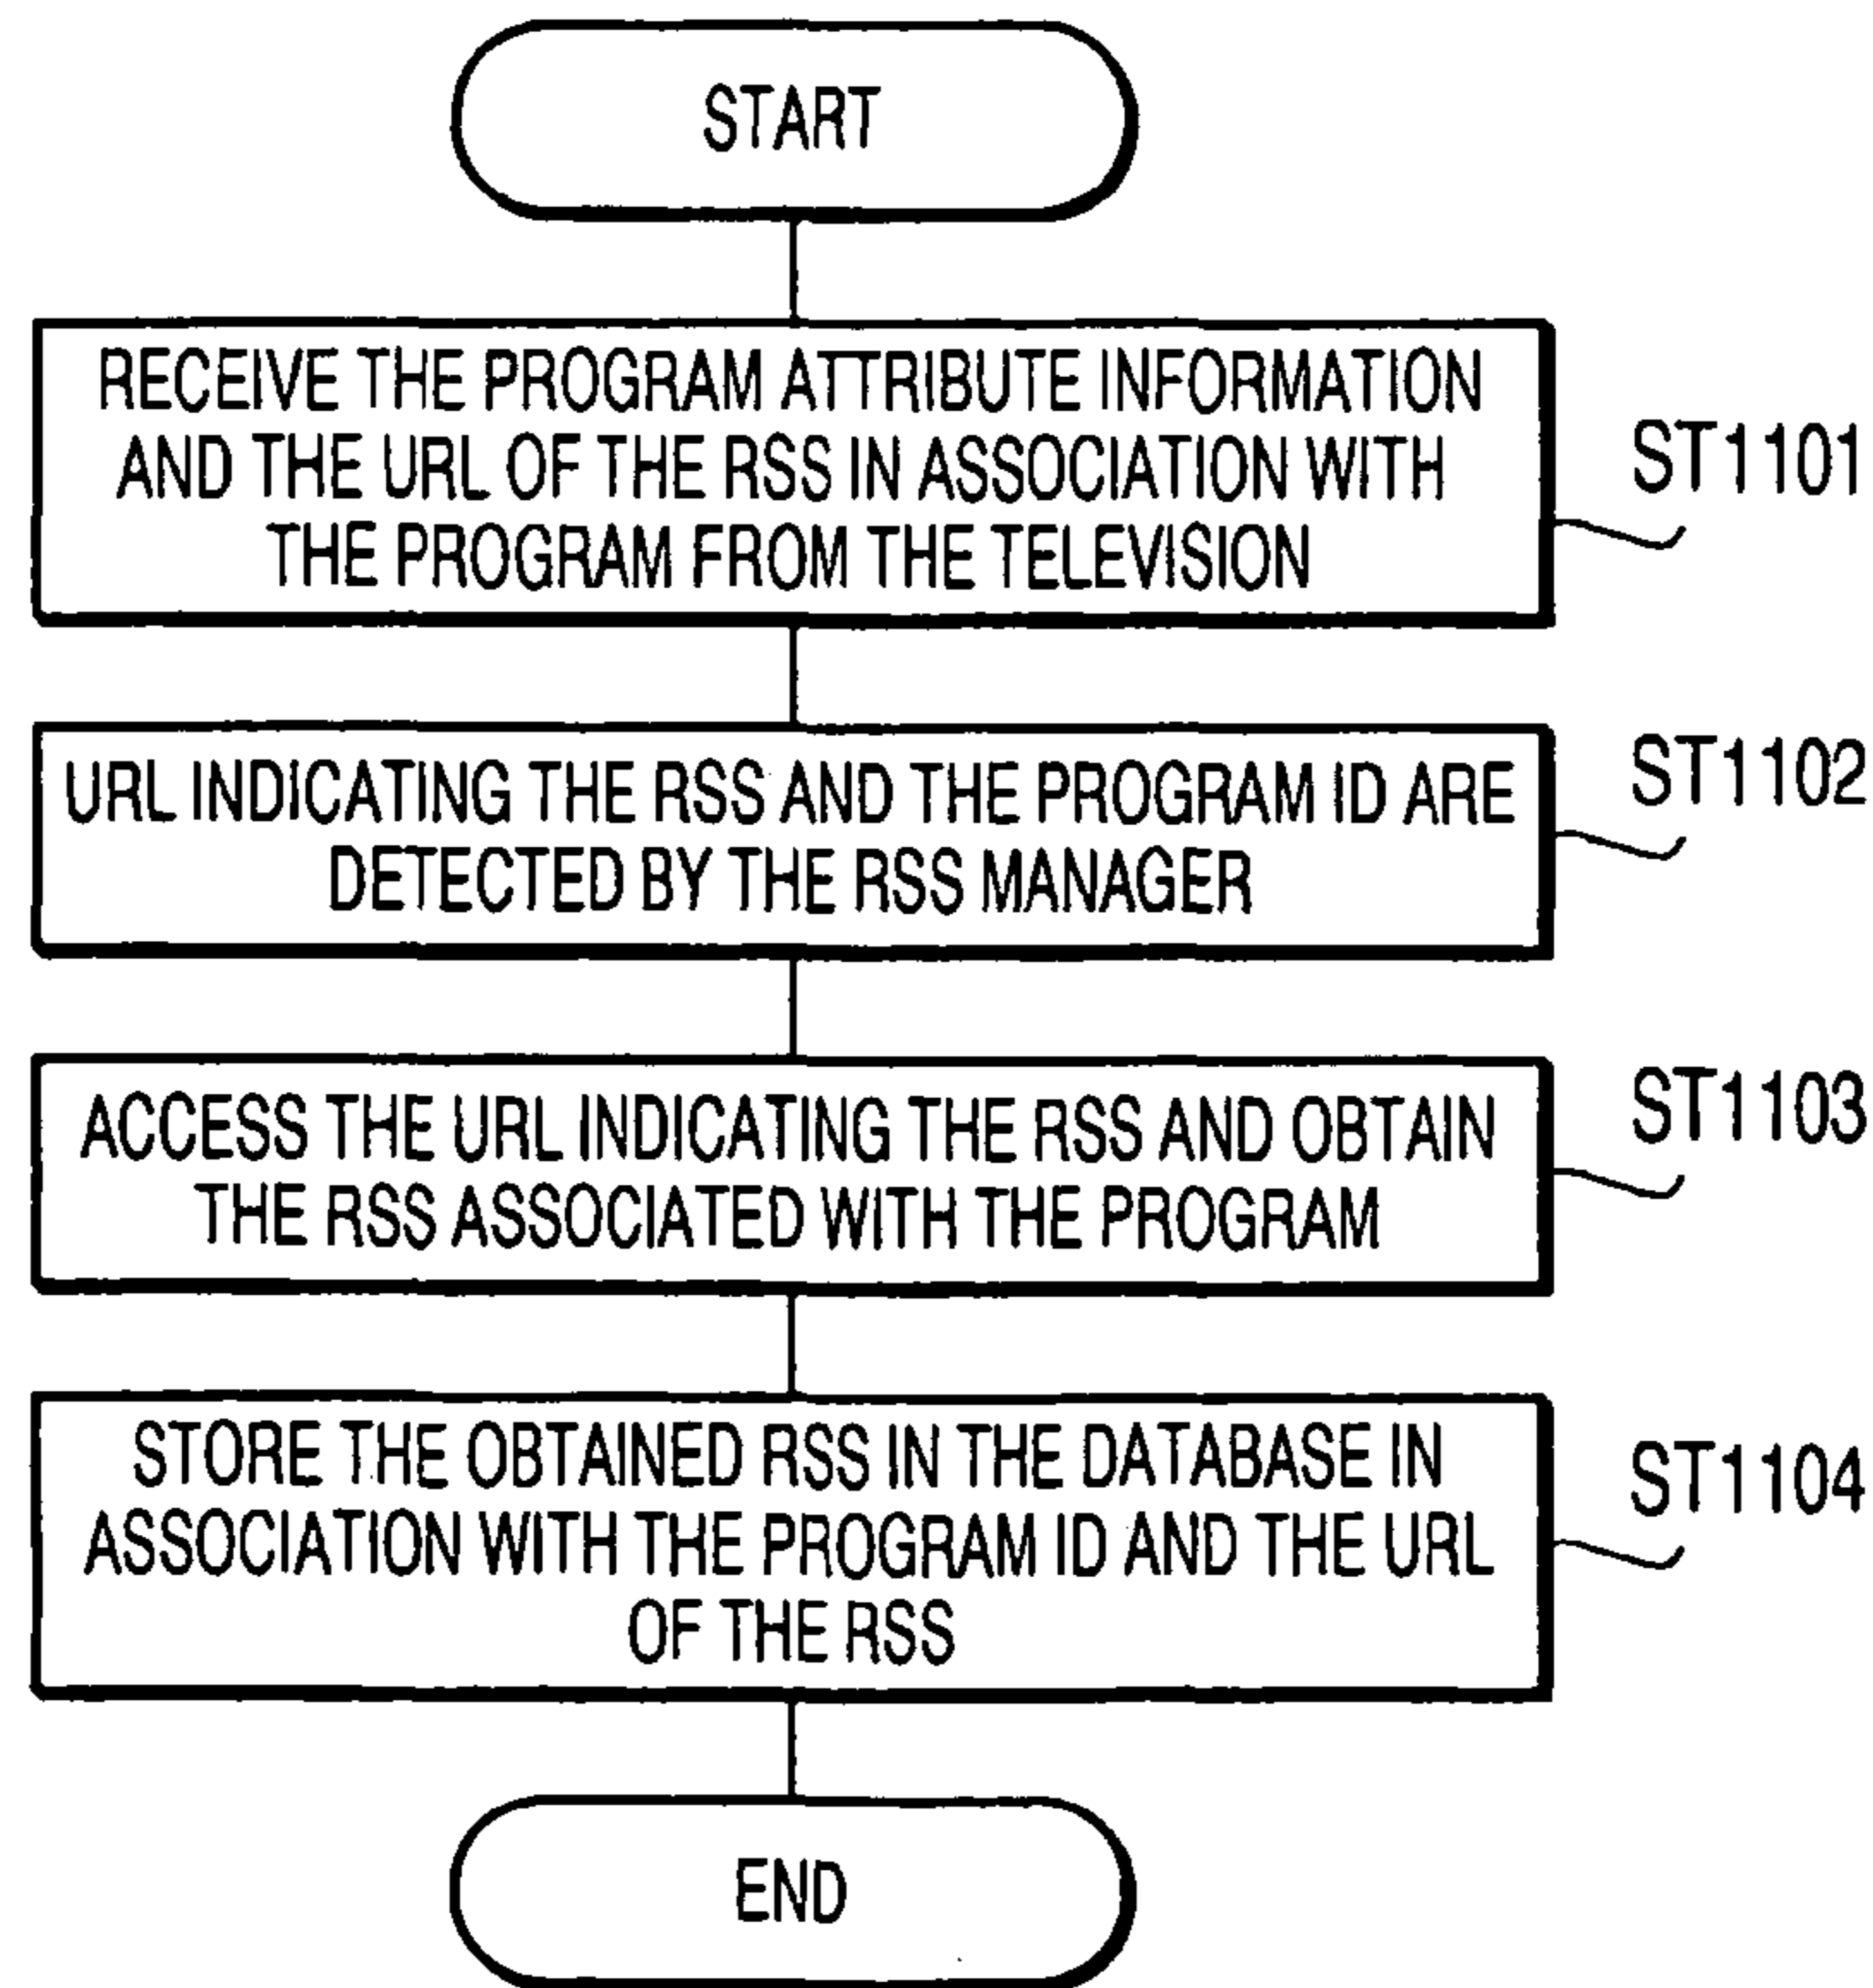 START
RECEIVE THE PROGRAM ATTRIBUTE INFORMATION
AND THE URL OF THE RSS IN ASSOCIATION WITH
THE PROGRAM FROM THE TELEVISION
ST1101
URL INDICATING THE RSS AND THE PROGRAM ID ARE
DETECTED BY THE RSS MANAGER
ST1102
ACCESS THE URL INDICATING THE RSS AND OBTAIN
THE RSS ASSOCIATED WITH THE PROGRAM
ST1103
STORE THE OBTAINED RSS IN THE DATABASE IN
ASSOCIATION WITH THE PROGRAM ID AND THE URL
OF THE RSS
ST1104
END